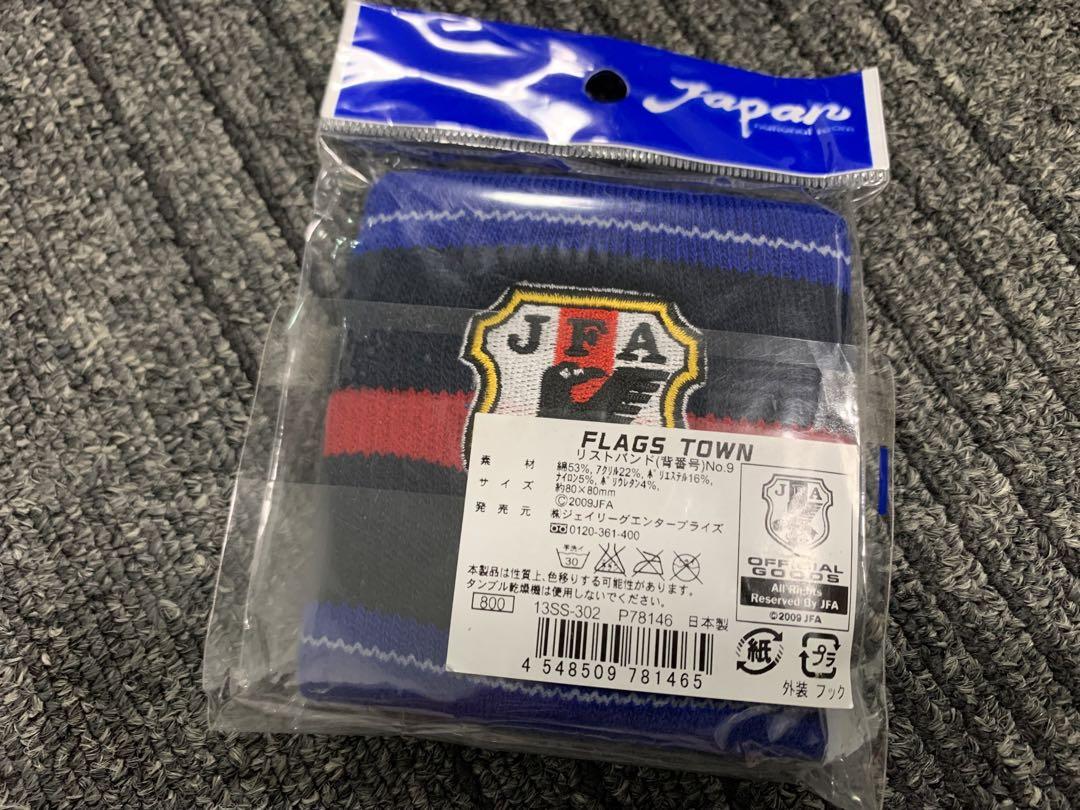 Japan
national team
JFA
FLAGS TOWN
リストバンド(背番号)No.9
素材 綿53%, ｱｸﾘﾙ22%, ﾎﾟﾘｴｽﾃﾙ16%,
ﾅｲﾛﾝ5%, ﾎﾟﾘｳﾚﾀﾝ4%,
サイズ 約80×80mm
Ⓒ2009JFA
発売元 ㈱ジェイリーグエンタープライズ
0120-361-400
手洗イ
30
本製品は性質上、色移りする可能性があります。
タンブル乾燥機は使用しないでください。
800 13SS-302 P78146 日本製
4 548509 781465
JFA
OFFICIAL
GOODS
All Rights
Reserved By JFA
©2009 JFA
紙 プラ
外装 フック